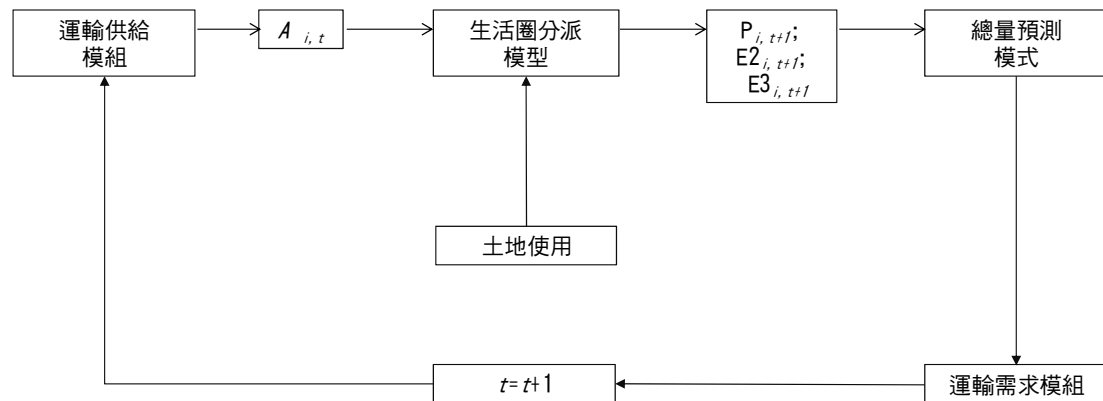 運輸供給
模組
A i, t
生活圈分派
模型
P i, t+1;
E2 i, t+1;
E3 i, t+1
總量預測
模式
土地使用
t=t+1
運輸需求模組